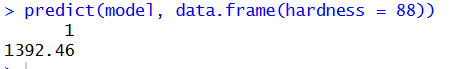 > predict(model, data.frame(hardness = 88))
1
1392.46
>